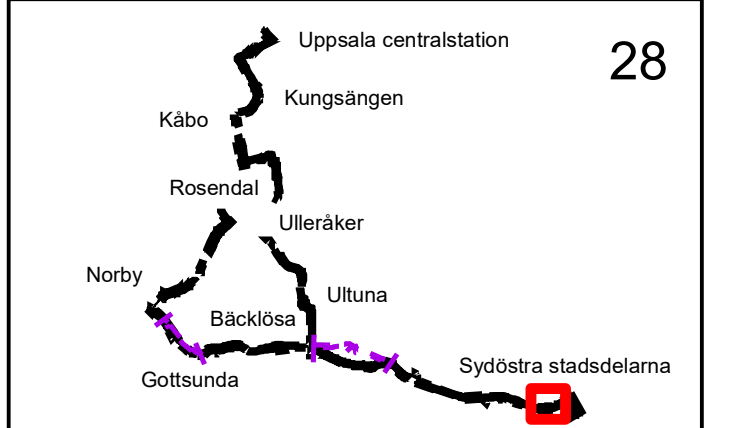 Uppsala centralstation
28
Kungsängen
Kåbo
Rosendal
Ulleråker
Norby
Ultuna
Bäcklösa
Sydöstra stadsdelarna
Gottsunda